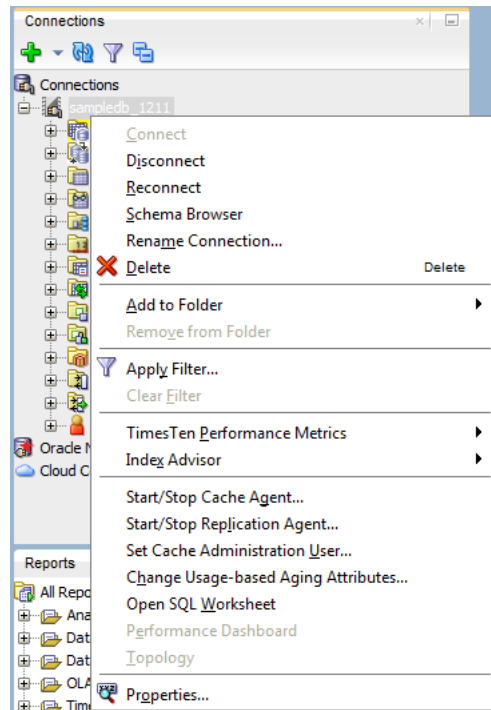 Connections
Connections
sampledb_1211
Connect
Disconnect
Reconnect
Schema Browser
Rename Connection...
Delete Delete
Add to Folder
Remove from Folder
Apply Filter...
Clear Filter
TimesTen Performance Metrics
Index Advisor
Oracle N
Cloud C
Start/Stop Cache Agent...
Start/Stop Replication Agent...
Set Cache Administration User...
Change Usage-based Aging Attributes...
Open SQL Worksheet
Performance Dashboard
Topology
Properties...
Reports
All Repo
Ana
Dat
Dat
OLA
Time